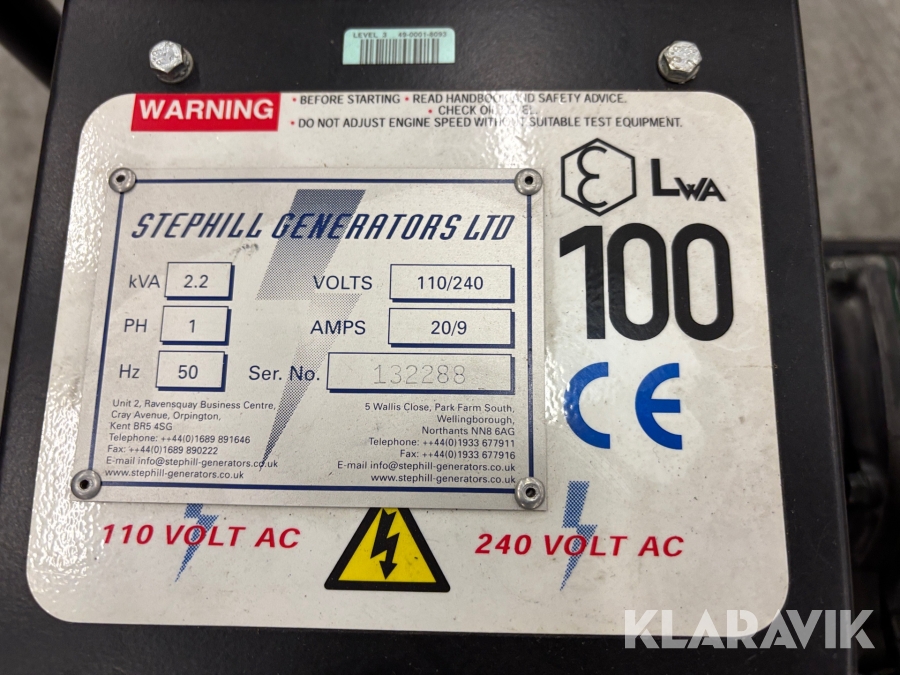 LEVEL 3 45-0001-8093
WARNING
• BEFORE STARTING • READ HANDBOOK AND SAFETY ADVICE.
• CHECK OIL LEVEL.
• DO NOT ADJUST ENGINE SPEED WITHOUT SUITABLE TEST EQUIPMENT.
STEPHILL GENERATORS LTD
kVA 2.2 VOLTS 110/240
PH 1 AMPS 20/9
Hz 50 Ser. No. 132288
Unit 2, Ravensquay Business Centre,
Cray Avenue, Orpington,
Kent BR5 4SG
Telephone: ++44(0)1689 891646
Fax: ++44(0)1689 890222
E-mail info@stephill-generators.co.uk
www.stephill-generators.co.uk
5 Wallis Close, Park Farm South,
Wellingborough,
Northants NN8 6AG
Telephone: ++44(0)1933 677911
Fax: ++44(0)1933 677916
E-mail info@stephill-generators.co.uk
www.stephill-generators.co.uk
LWA
100
CE
110 VOLT AC
240 VOLT AC
KLARAVIK